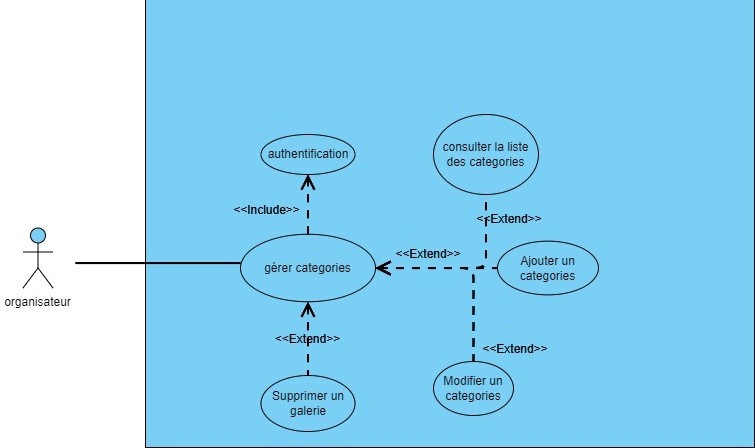 authentification
consulter la liste
des categories
<<Include>>
<<Extend>>
organisateur
gérer categories
<<Extend>>
Ajouter un
categories
<<Extend>>
<<Extend>>
Supprimer un
galerie
Modifier un
categories